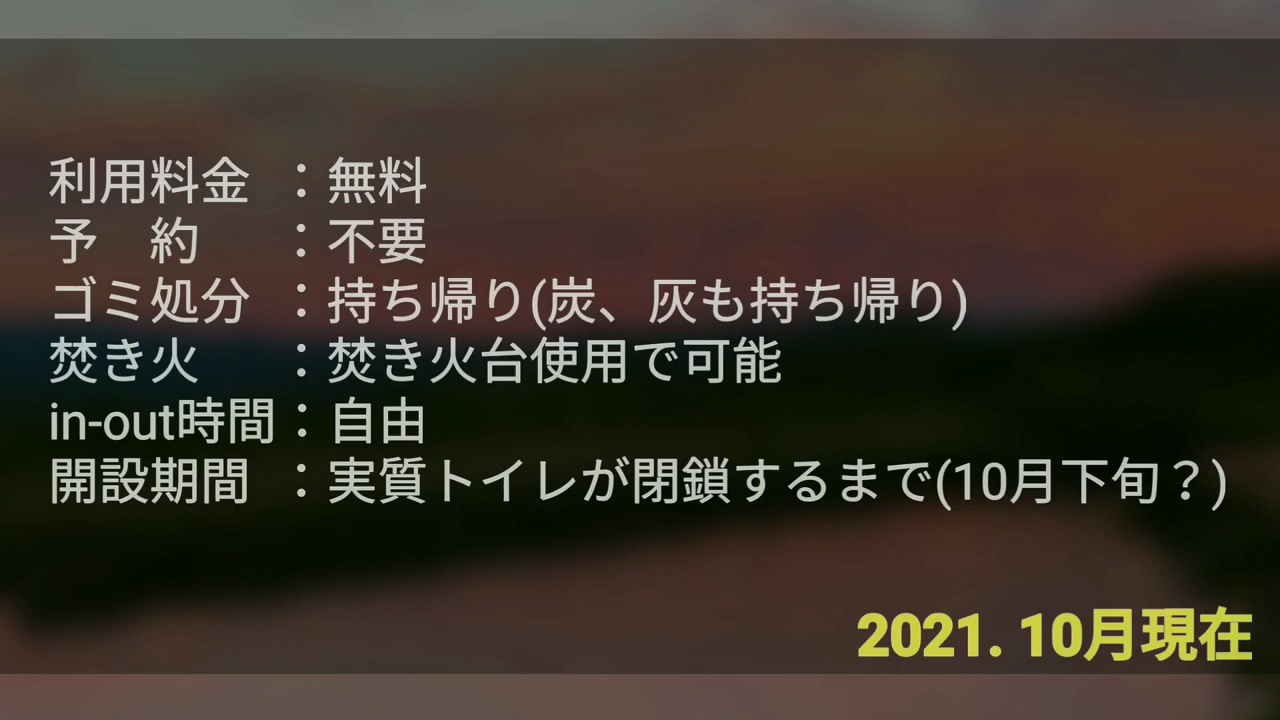 利用料金　：無料
予　約　　：不要
ゴミ処分　：持ち帰り(炭、灰も持ち帰り)
焚き火　　：焚き火台使用で可能
in-out時間：自由
開設期間　：実質トイレが閉鎖するまで(10月下旬？)
2021. 10月現在